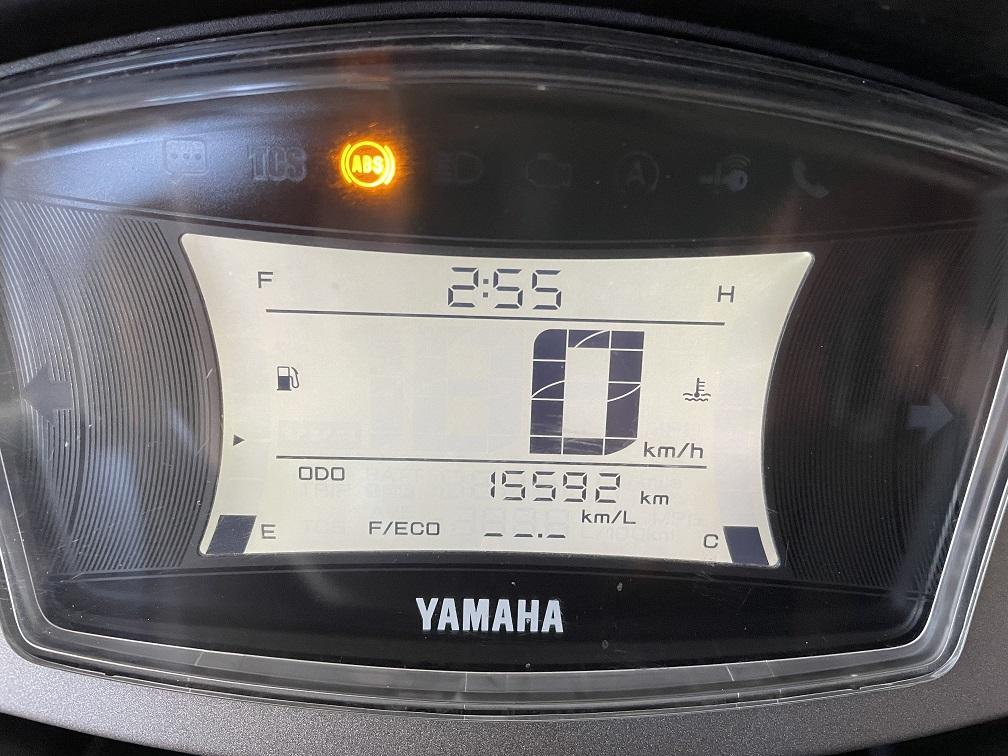 TCS ABS A
F 2:55 H
0 km/h
ODO 15592 km
E F/ECO --.- km/L C
YAMAHA